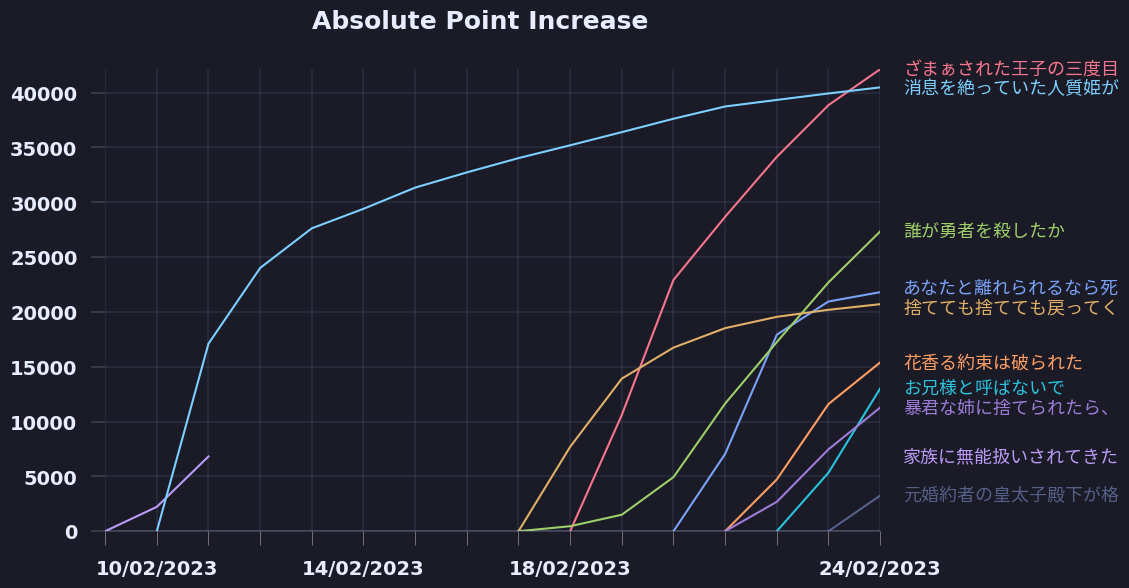 Absolute Point Increase
ざまぁされた王子の三度目
消息を絶っていた人質姫が
誰が勇者を殺したか
あなたと離れられるなら死
捨てても捨てても戻ってく
花香る約束は破られた
お兄様と呼ばないで
暴君な姉に捨てられたら、
家族に無能扱いされてきた
元婚約者の皇太子殿下が格
40000
35000
30000
25000
20000
15000
10000
5000
0
10/02/2023 14/02/2023 18/02/2023 24/02/2023